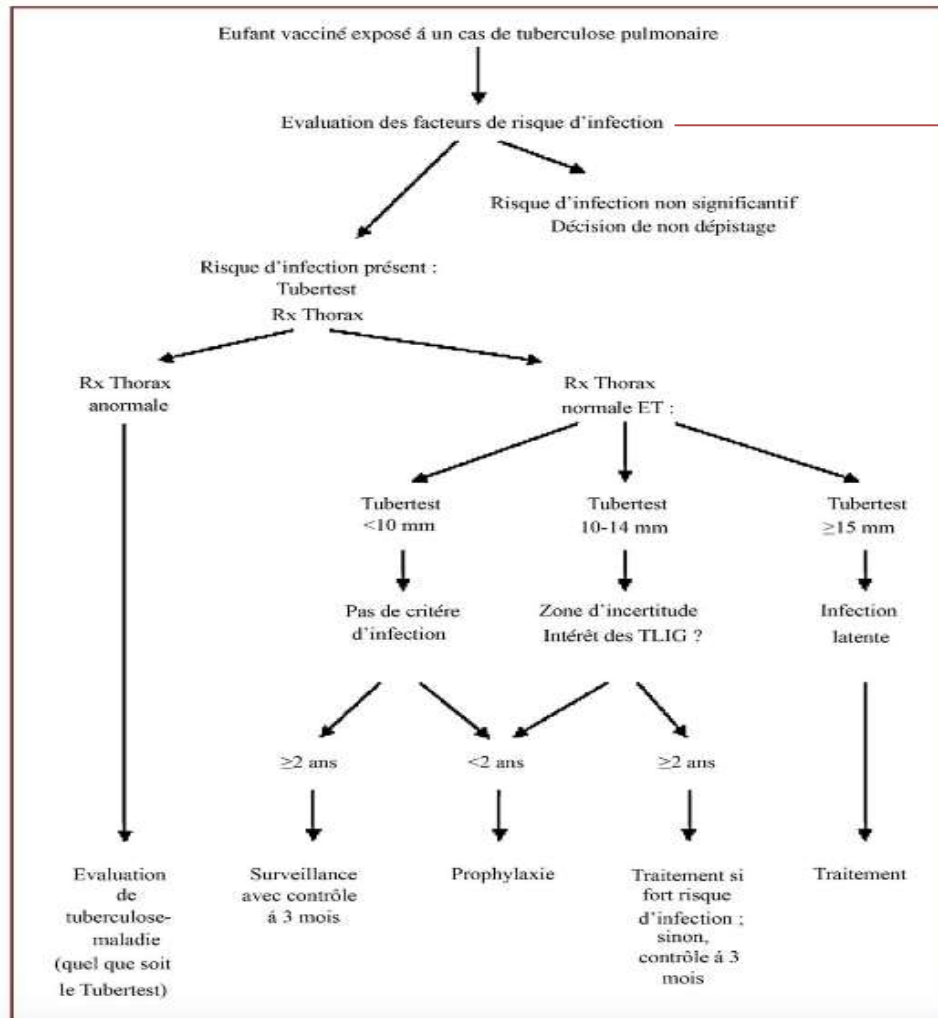 Eufant vacciné exposé á un cas de tuberculose pulmonaire
Evaluation des facteurs de risque d'infection
Risque d'infection non significantif
Décision de non dépistage
Risque d'infection présent :
Tubertest
Rx Thorax
Rx Thorax
anormale
Rx Thorax
normale ET :
Tubertest
<10 mm
Tubertest
10-14 mm
Tubertest
≥15 mm
Pas de critére
d'infection
Zone d'incertitude
Intérêt des TLIG ?
Infection
latente
≥2 ans
<2 ans
≥2 ans
Evaluation
de
tuberculose-
maladie
(quel que soit
le Tubertest)
Surveillance
avec contrôle
á 3 mois
Prophylaxie
Traitement si
fort risque
d'infection ;
sinon,
contrôle á 3
mois
Traitement